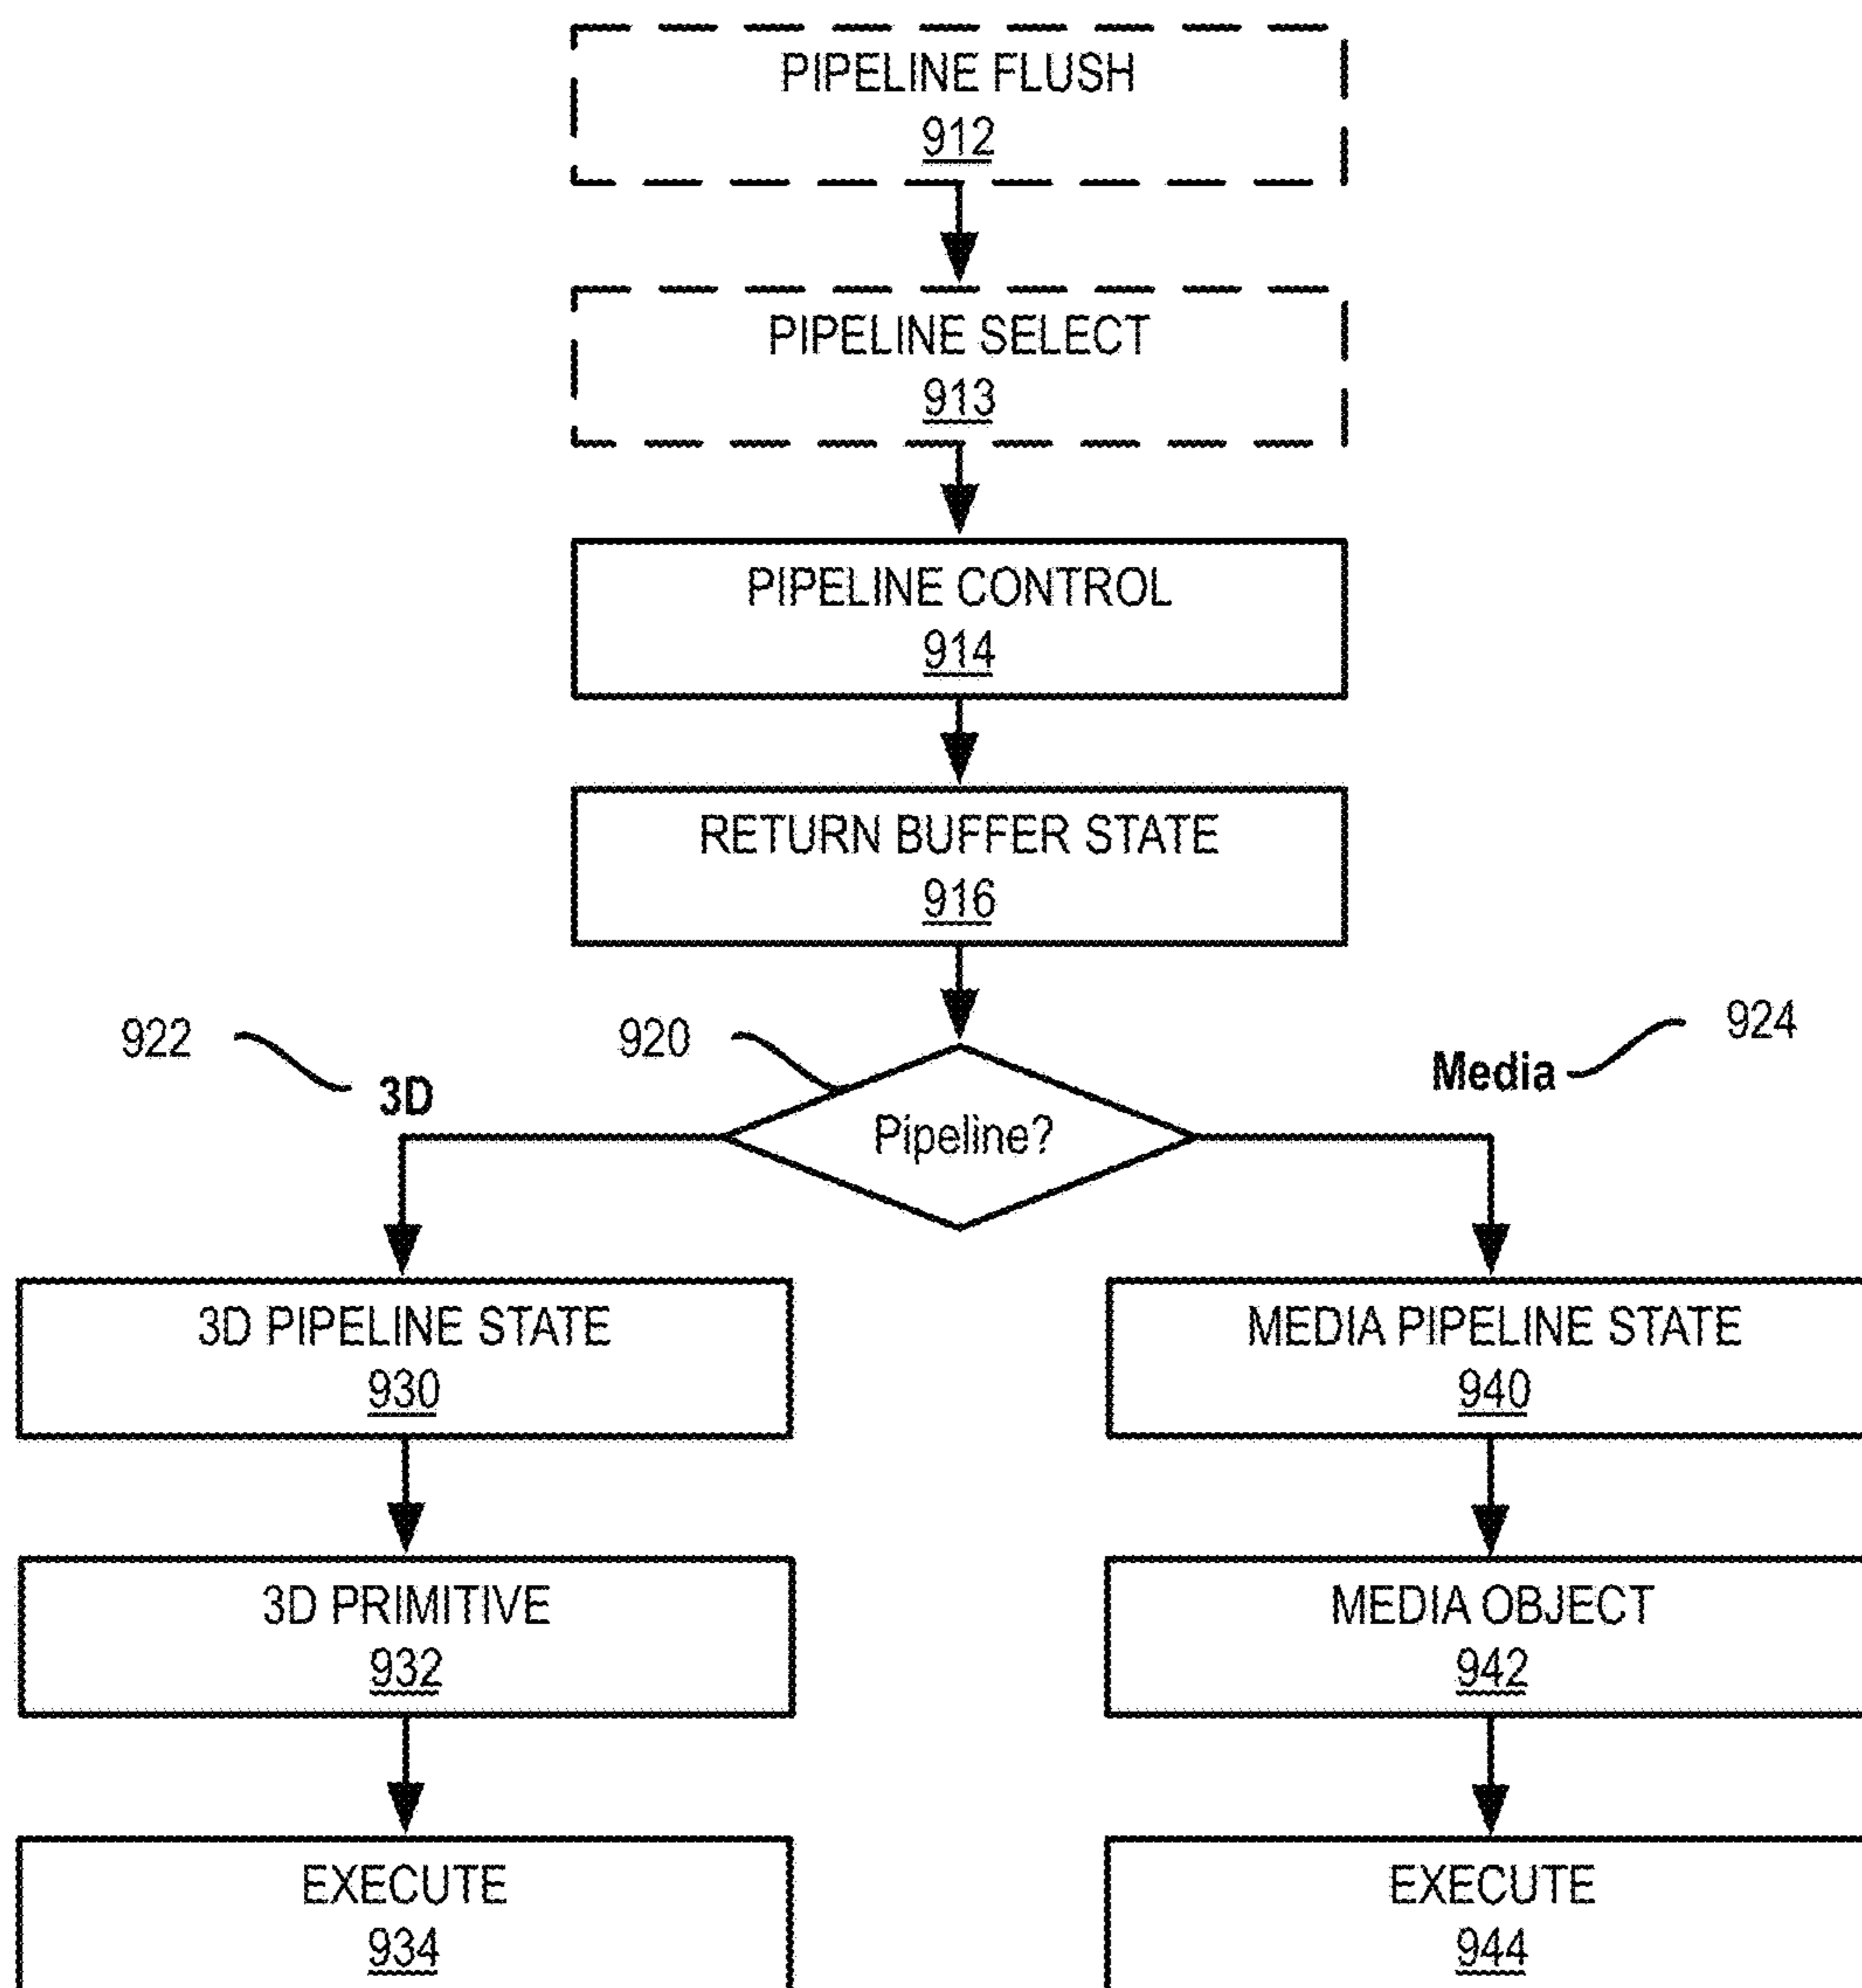 PIPELINE FLUSH
912
PIPELINE SELECT
913
PIPELINE CONTROL
914
RETURN BUFFER STATE
916
922
3D
920
Pipeline?
Media
924
3D PIPELINE STATE
930
MEDIA PIPELINE STATE
940
3D PRIMITIVE
932
MEDIA OBJECT
942
EXECUTE
934
EXECUTE
944